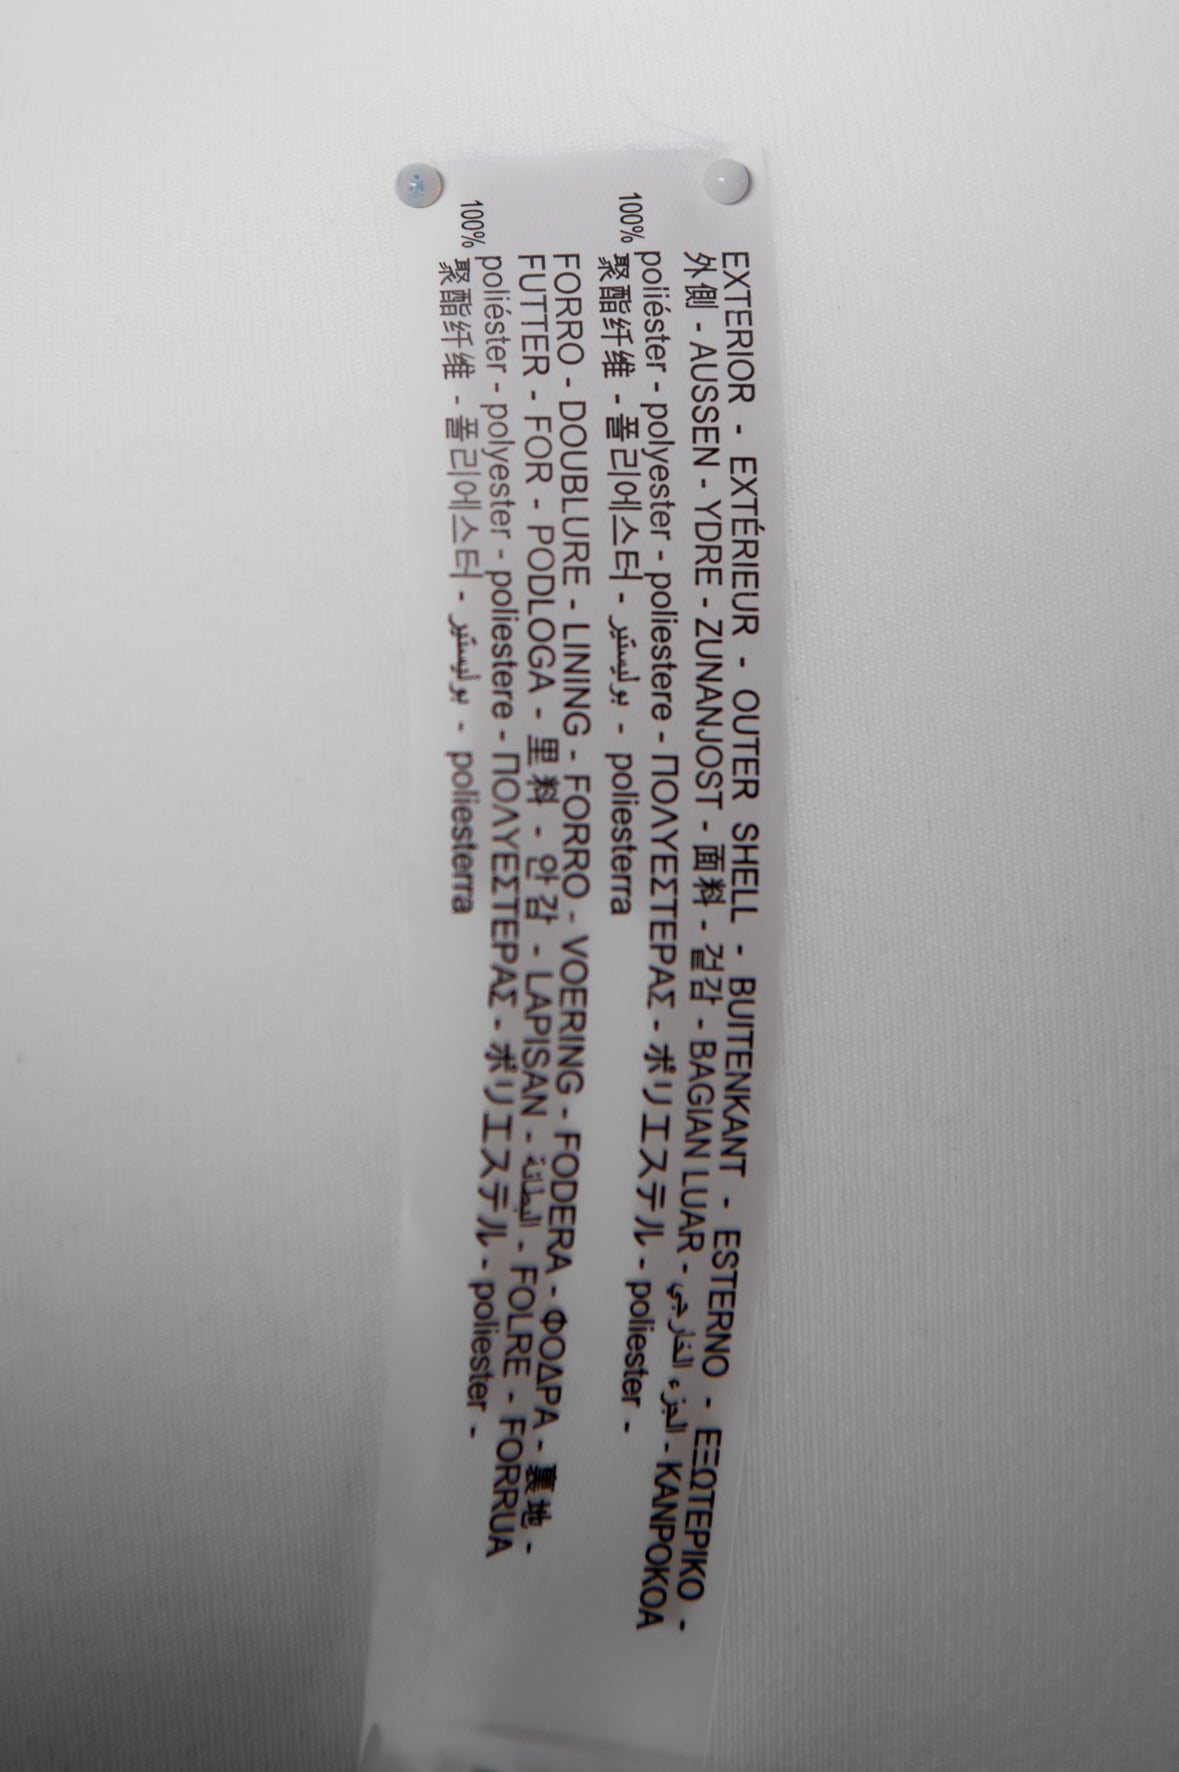 EXTERIOR - EXTÉRIEUR - OUTER SHELL - BUITENKANT - ESTERNO - ΕΞΩΤΕΡΙΚΟ -
外側 - AUSSEN - YDRE - ZUNANJOST - 面料 - 겉감 - BAGIAN LUAR - الجزء الخارجي - KANPOKOA
100% poliéster - polyester - poliestere - ΠΟΛΥΕΣΤΕΡΑΣ - ポリエステル - poliester -
聚酯纤维 - 폴리에스터 - بوليستير - poliesterra
FORRO - DOUBLURE - LINING - FORRO - VOERING - FODERA - ΦΟΔΡΑ - 裏地 -
FUTTER - FOR - PODLOGA - 里料 - 안감 - LAPISAN - البطانة - FOLRE - FORRUA
100% poliéster - polyester - poliestere - ΠΟΛΥΕΣΤΕΡΑΣ - ポリエステル - poliester -
聚酯纤维 - 폴리에스터 - بوليستير - poliesterra